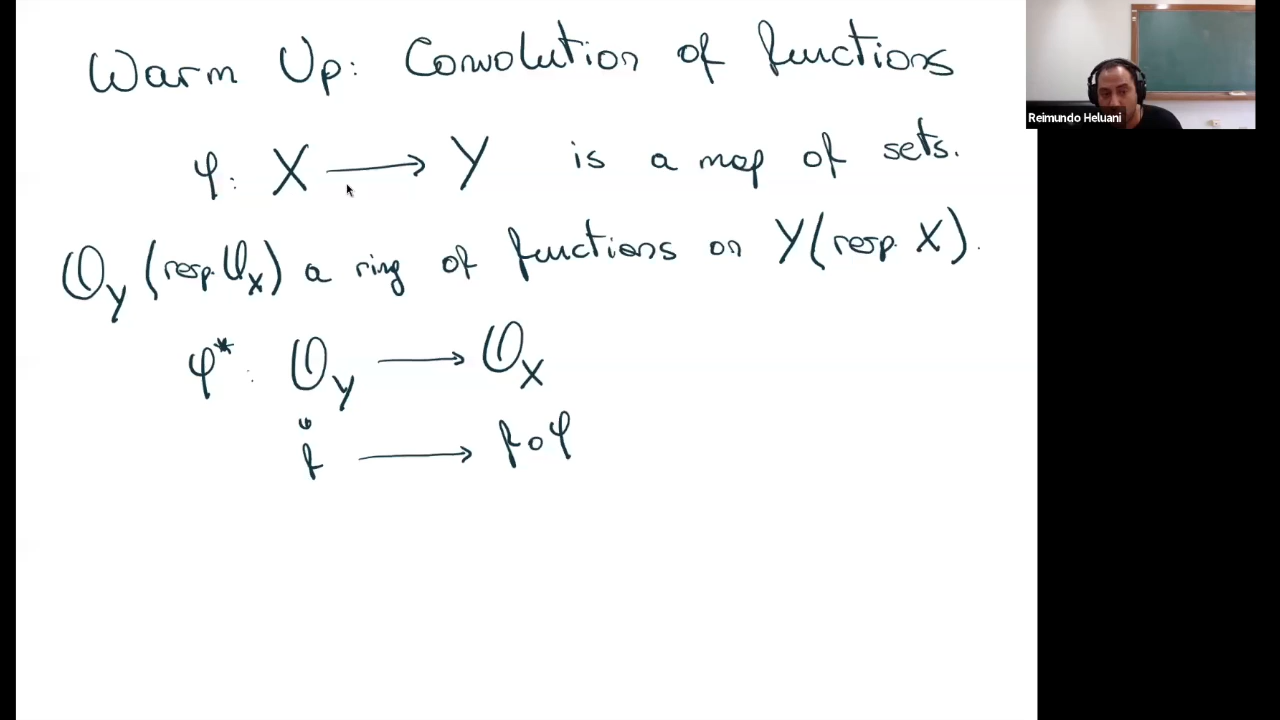 Warm Up: Convolution of functions
φ: X → Y is a map of sets.
O_Y (resp. O_X) a ring of functions on Y (resp. X).
φ*: O_Y → O_X
f → f∘φ
Reimundo Heluani